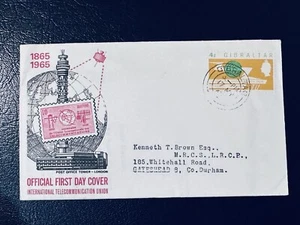 1865
1965
4d GIBRALTAR
POST OFFICE TOWER - LONDON
OFFICIAL FIRST DAY COVER
INTERNATIONAL TELECOMMUNICATION UNION
Kenneth T. Brown Esq.,
M.R.C.S., L.R.C.P.,
185, Whitehall Road,
GATESHEAD 8, Co, Durham.